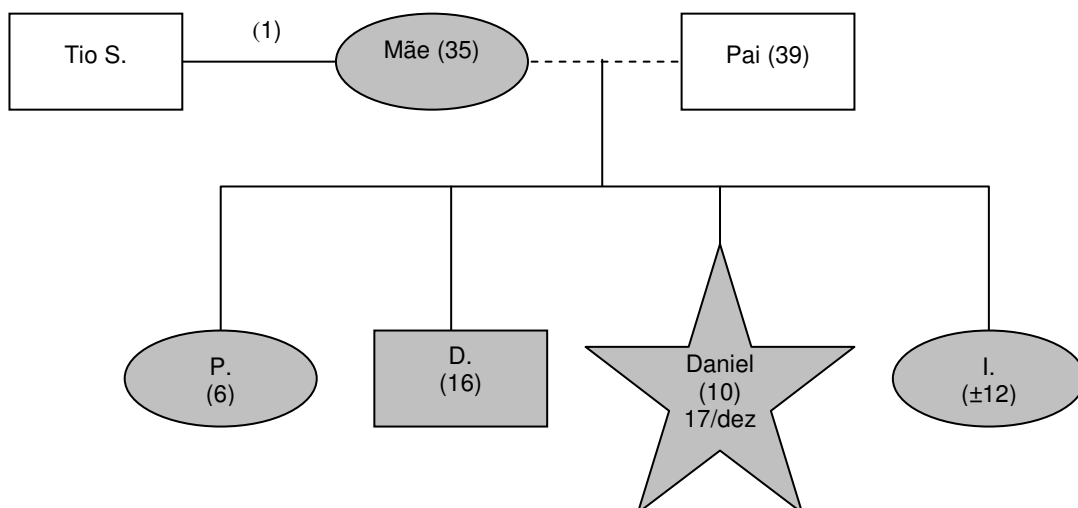 (1)
Tio S.
Mãe (35)
Pai (39)
P.
(6)
D.
(16)
Daniel
(10)
17/dez
I.
(±12)